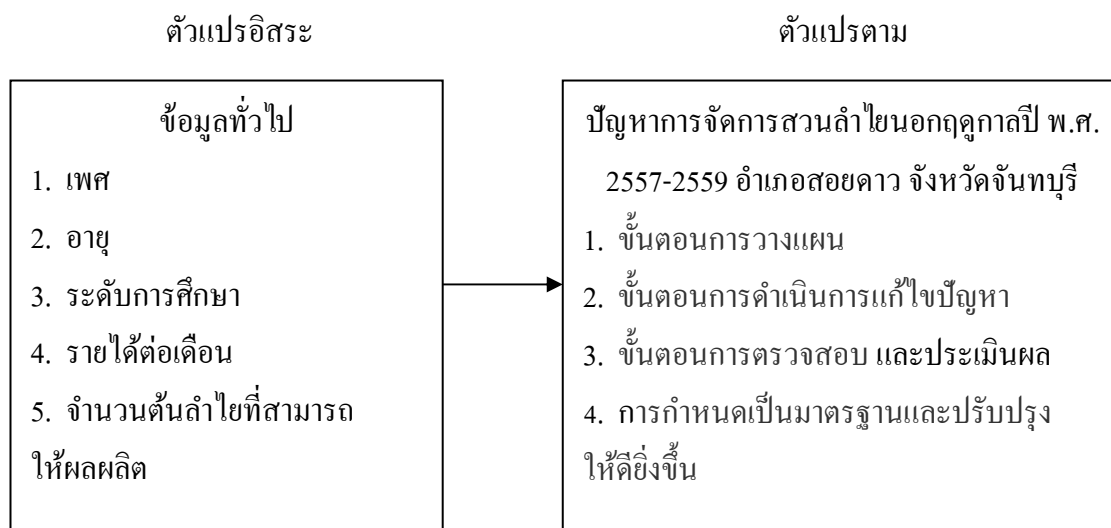 ตัวแปรอิสระ
ตัวแปรตาม
ข้อมูลทั่วไป
1. เพศ
2. อายุ
3. ระดับการศึกษา
4. รายได้ต่อเดือน
5. จำนวนต้นลำไยที่สามารถ
ให้ผลผลิต
ปัญหาการจัดการสวนลำไยนอกฤดูกาลปี พ.ศ.
2557-2559 อำเภอสอยดาว จังหวัดจันทบุรี
1. ขั้นตอนการวางแผน
2. ขั้นตอนการดำเนินการแก้ไขปัญหา
3. ขั้นตอนการตรวจสอบ และประเมินผล
4. การกำหนดเป็นมาตรฐานและปรับปรุง
ให้ดียิ่งขึ้น